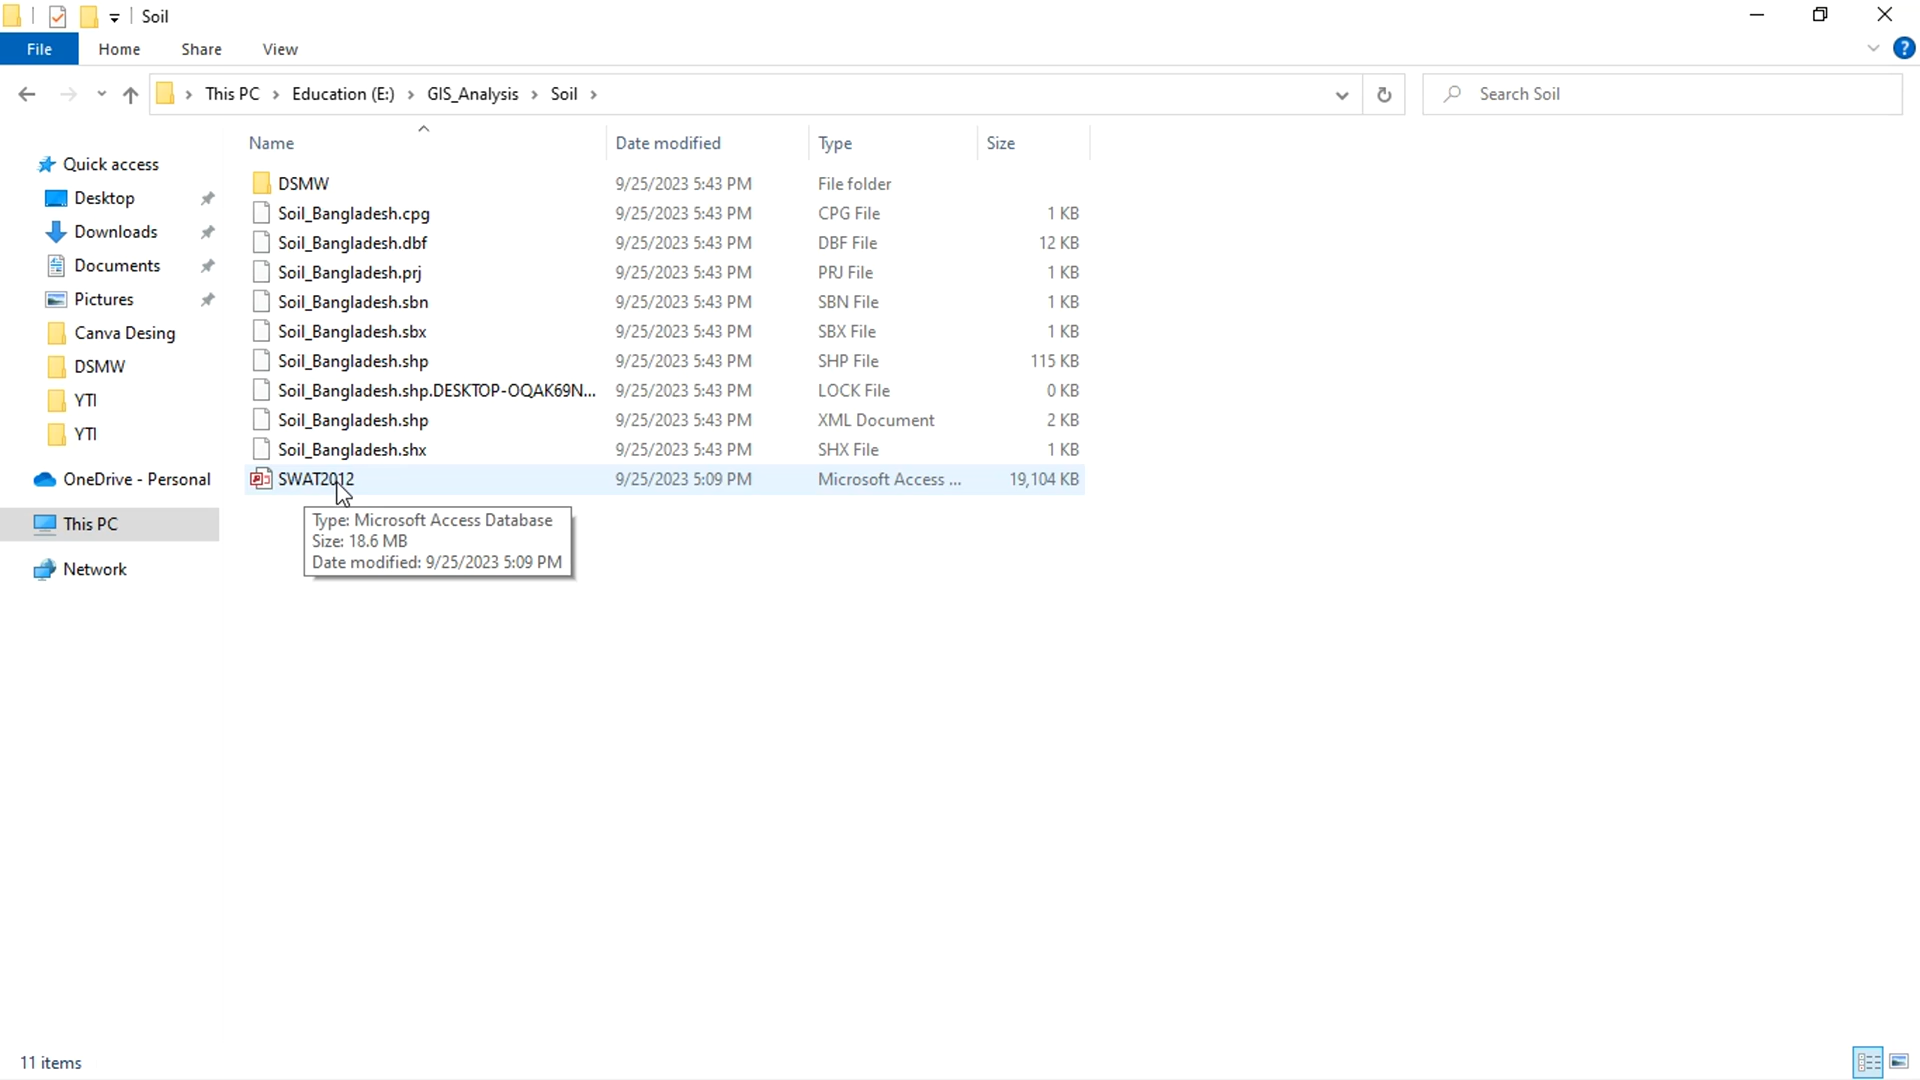 Soil
File Home Share View
This PC Education (E:) GIS_Analysis Soil Search Soil
Name Date modified Type Size
Quick access
Desktop
Downloads
Documents
Pictures
Canva Desing
DSMW
YTI
YTI
OneDrive - Personal
This PC
Network
DSMW 9/25/2023 5:43 PM File folder
Soil_Bangladesh.cpg 9/25/2023 5:43 PM CPG File 1 KB
Soil_Bangladesh.dbf 9/25/2023 5:43 PM DBF File 12 KB
Soil_Bangladesh.prj 9/25/2023 5:43 PM PRJ File 1 KB
Soil_Bangladesh.sbn 9/25/2023 5:43 PM SBN File 1 KB
Soil_Bangladesh.sbx 9/25/2023 5:43 PM SBX File 1 KB
Soil_Bangladesh.shp 9/25/2023 5:43 PM SHP File 115 KB
Soil_Bangladesh.shp.DESKTOP-OQAK69N... 9/25/2023 5:43 PM LOCK File 0 KB
Soil_Bangladesh.shp 9/25/2023 5:43 PM XML Document 2 KB
Soil_Bangladesh.shx 9/25/2023 5:43 PM SHX File 1 KB
SWAT2012 9/25/2023 5:09 PM Microsoft Access ... 19,104 KB
Type: Microsoft Access Database
Size: 18.6 MB
Date modified: 9/25/2023 5:09 PM
11 items